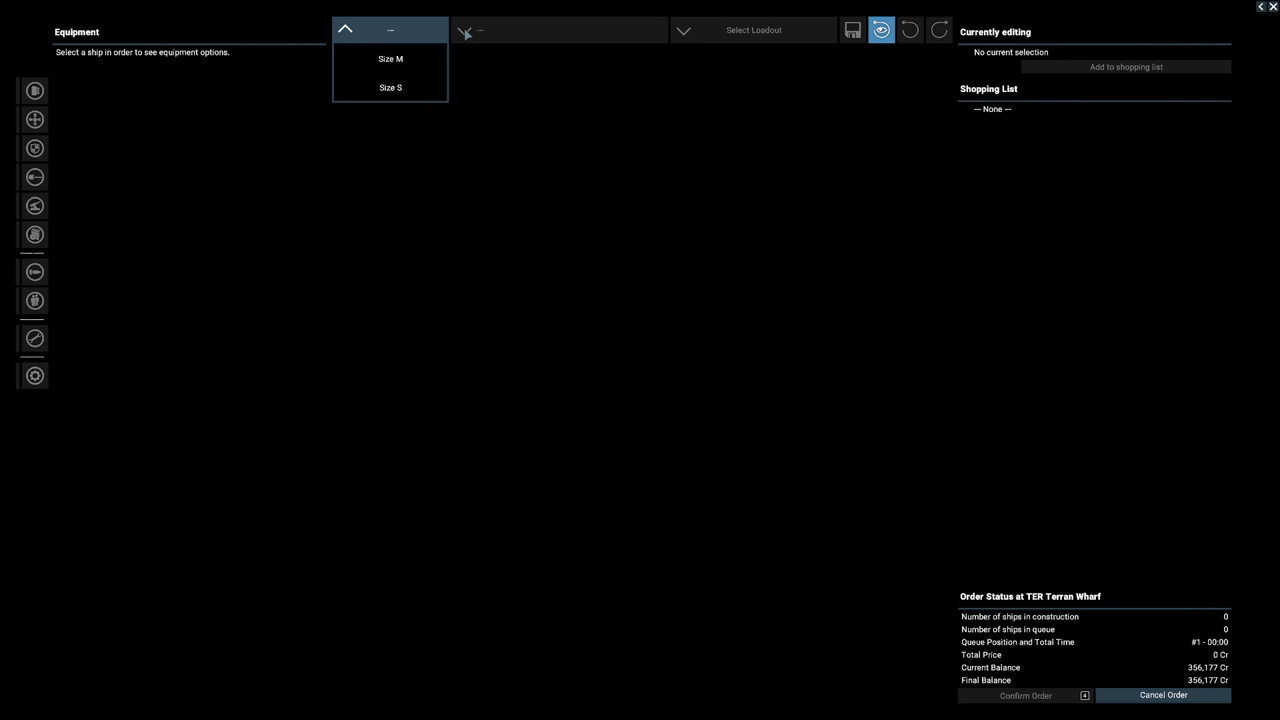 Equipment
Select a ship in order to see equipment options.
---
Size M
Size S
---
Select Loadout
Currently editing
No current selection
Add to shopping list
Shopping List
--- None ---
Order Status at TER Terran Wharf
Number of ships in construction 0
Number of ships in queue 0
Queue Position and Total Time #1 - 00:00
Total Price 0 Cr
Current Balance 356,177 Cr
Final Balance 356,177 Cr
Confirm Order 4
Cancel Order